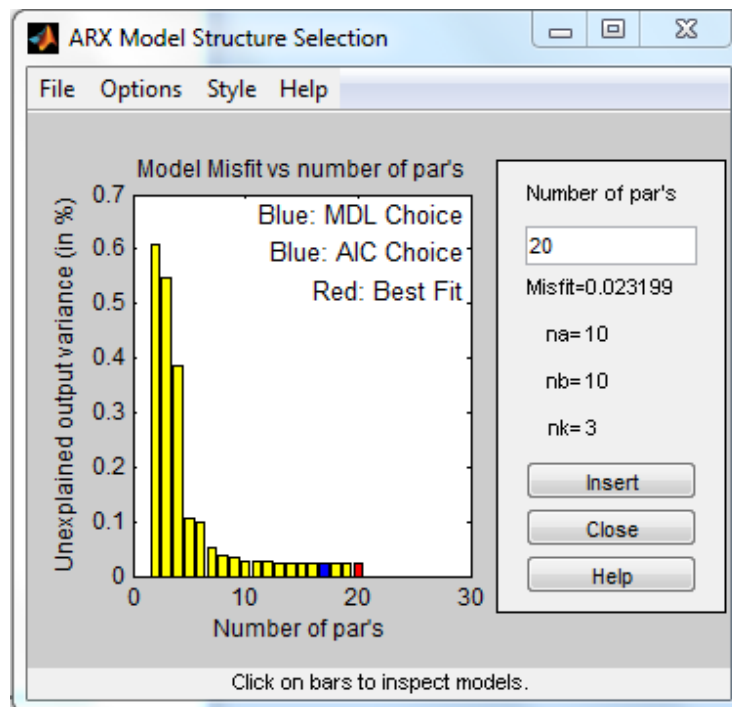 ARX Model Structure Selection
File Options Style Help
Model Misfit vs number of par's
Unexplained output variance (in %)
0.7
0.6
0.5
0.4
0.3
0.2
0.1
0
Blue: MDL Choice
Blue: AIC Choice
Red: Best Fit
0 10 20 30
Number of par's
Number of par's
20
Misfit=0.023199
na= 10
nb= 10
nk= 3
Insert
Close
Help
Click on bars to inspect models.